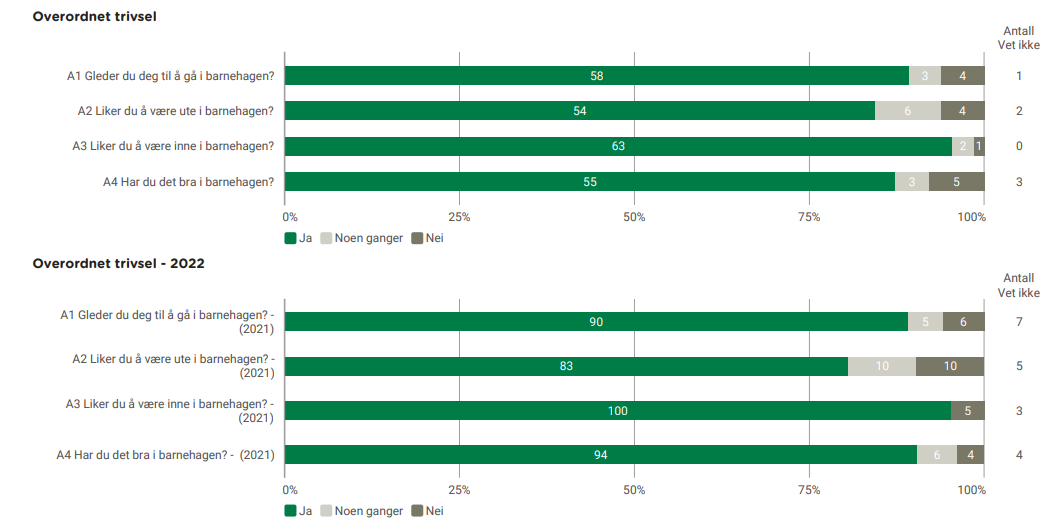 Overordnet trivsel
Antall
Vet ikke
A1 Gleder du deg til å gå i barnehagen? 58 3 4 1
A2 Liker du å være ute i barnehagen? 54 6 4 2
A3 Liker du å være inne i barnehagen? 63 2 1 0
A4 Har du det bra i barnehagen? 55 3 5 3
0% 25% 50% 75% 100%
Ja Noen ganger Nei
Overordnet trivsel - 2022
Antall
Vet ikke
A1 Gleder du deg til å gå i barnehagen? -
(2021)
90 5 6 7
A2 Liker du å være ute i barnehagen? -
(2021)
83 10 10 5
A3 Liker du å være inne i barnehagen? -
(2021)
100 5 3
A4 Har du det bra i barnehagen? - (2021) 94 6 4 4
0% 25% 50% 75% 100%
Ja Noen ganger Nei